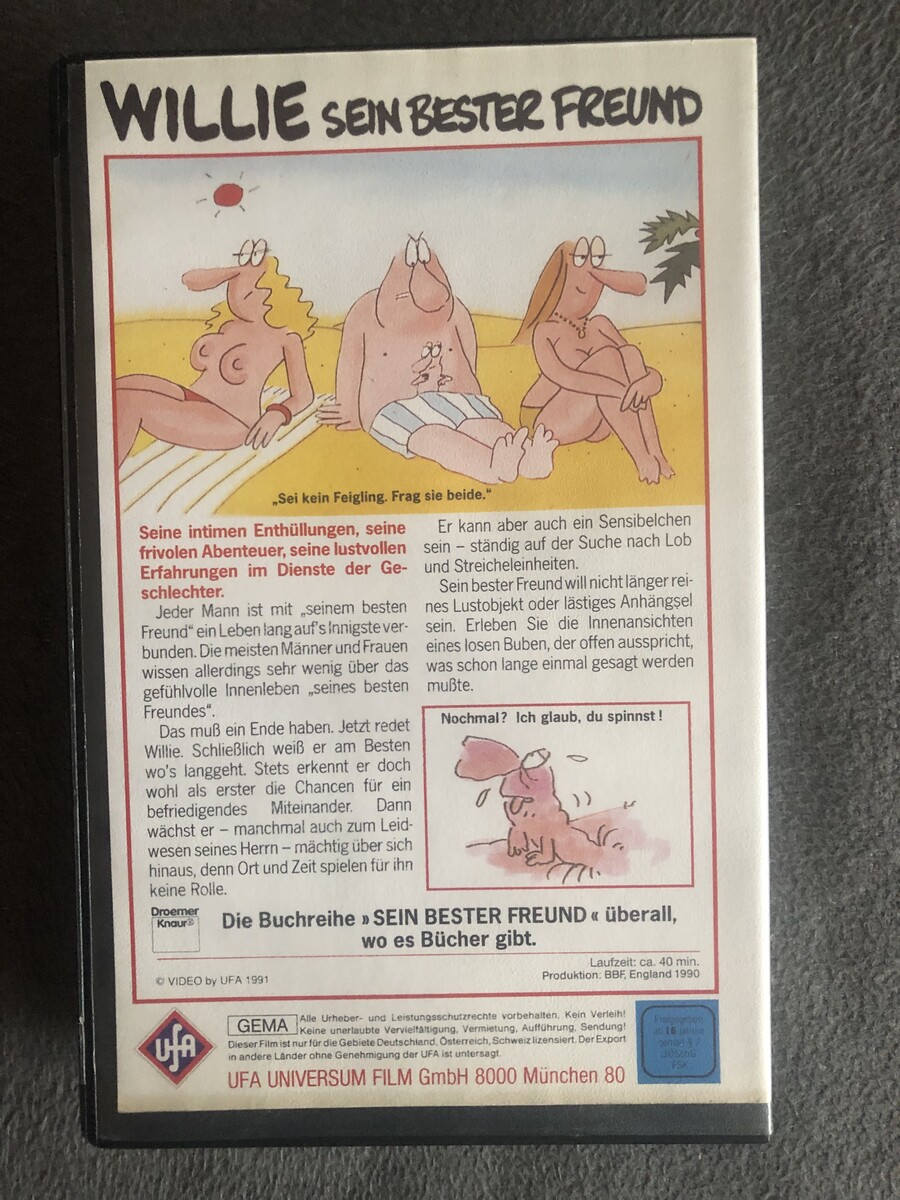 WILLIE SEIN BESTER FREUND
„Sei kein Feigling. Frag sie beide.“
Seine intimen Enthüllungen, seine
frivolen Abenteuer, seine lustvollen
Erfahrungen im Dienste der Ge-
schlechter.
Jeder Mann ist mit „seinem besten
Freund“ ein Leben lang auf's Innigste ver-
bunden. Die meisten Männer und Frauen
wissen allerdings sehr wenig über das
gefühlvolle Innenleben „seines besten
Freundes“.
Das muß ein Ende haben. Jetzt redet
Willie. Schließlich weiß er am Besten
wo's langgeht. Stets erkennt er doch
wohl als erster die Chancen für ein
befriedigendes Miteinander. Dann
wächst er – manchmal auch zum Leid-
wesen seines Herrn – mächtig über sich
hinaus, denn Ort und Zeit spielen für ihn
keine Rolle.
Er kann aber auch ein Sensibelchen
sein – ständig auf der Suche nach Lob
und Streicheleinheiten.
Sein bester Freund will nicht länger rei-
nes Lustobjekt oder lästiges Anhängsel
sein. Erleben Sie die Innenansichten
eines losen Buben, der offen ausspricht,
was schon lange einmal gesagt werden
mußte.
Nochmal? Ich glaub, du spinnst!
Droemer
Knaur®
Die Buchreihe »SEIN BESTER FREUND« überall,
wo es Bücher gibt.
Laufzeit: ca. 40 min.
© VIDEO by UFA 1991
Produktion: BBF, England 1990
ufa
GEMA
Alle Urheber- und Leistungsschutzrechte vorbehalten. Kein Verleih!
Keine unerlaubte Vervielfältigung, Vermietung, Aufführung, Sendung!
Dieser Film ist nur für die Gebiete Deutschland, Österreich, Schweiz lizensiert. Der Export
in andere Länder ohne Genehmigung der UFA ist untersagt.
UFA UNIVERSUM FILM GmbH 8000 München 80
Freigegeben
ab 16 Jahren
gemäß § 7
JÖSchG
FSK